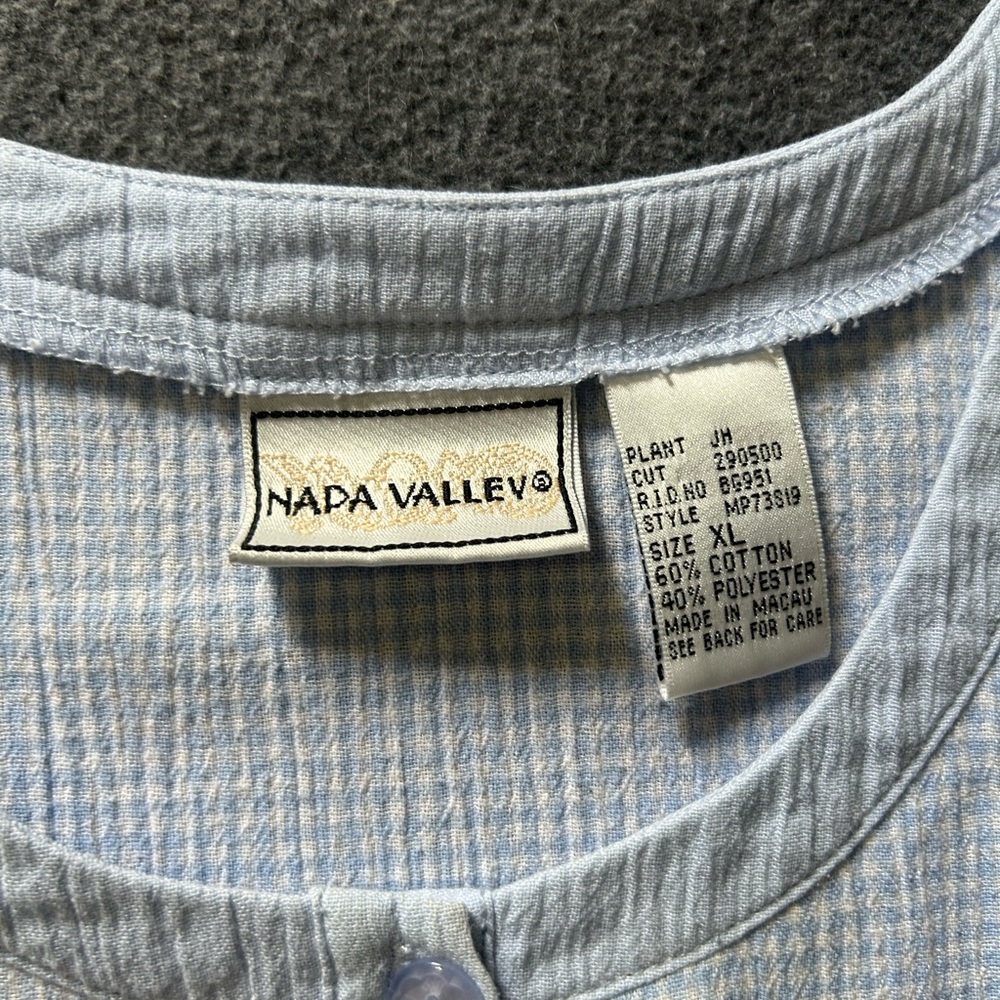 NAPA VALLEY®
PLANT JH
CUT 290500
R.I.D.NO 86951
STYLE MP73S19
SIZE XL
60% COTTON
40% POLYESTER
MADE IN MACAU
SEE BACK FOR CARE